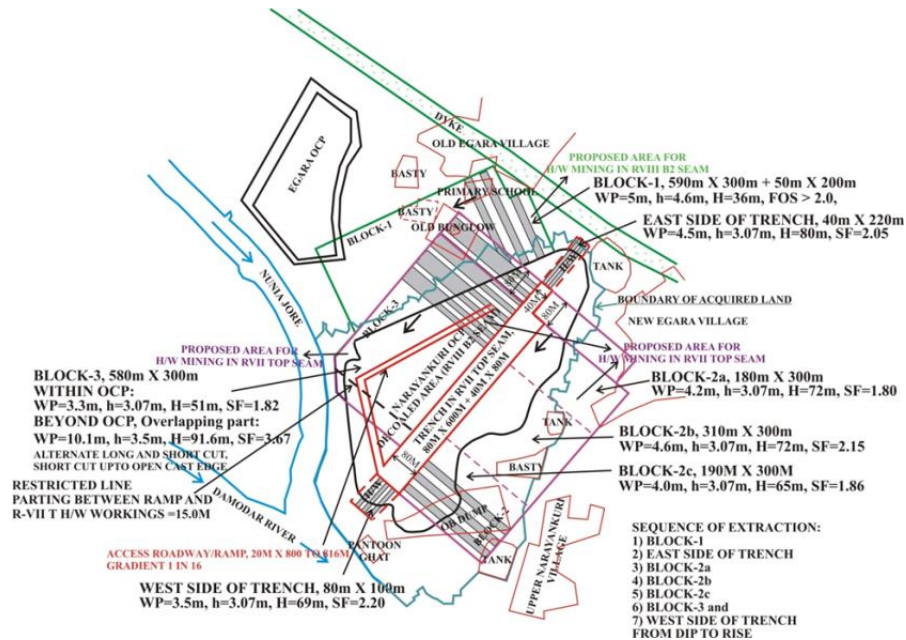 DYKE
OLD EGARA VILLAGE
EGARA OCP
BASTY
PROPOSED AREA FOR
H/W MINING IN RVIII B2 SEAM
PRIMARY SCHOOL
BLOCK-1, 590m X 300m + 50m X 200m
WP=5m, h=4.6m, H=36m, FOS > 2.0,
BASTY
OLD BUNGLOW
BLOCK-1
EAST SIDE OF TRENCH, 40m X 220m
WP=4.5m, h=3.07m, H=80m, SF=2.05
H/W
TANK
NUNIA JORE
80M
40M
80M
BOUNDARY OF ACQUIRED LAND
NEW EGARA VILLAGE
BLOCK-3
PROPOSED AREA FOR
H/W MINING IN RVII TOP SEAM
PROPOSED AREA FOR
H/W MINING IN RVII TOP SEAM
NARAYANKURI OCP
DECOALED AREA (RVIII B2 SEAM)
TRENCH IN RVII TOP SEAM,
80M X 600M + 40M X 80M
BLOCK-3, 580m X 300m
WITHIN OCP:
WP=3.3m, h=3.07m, H=51m, SF=1.82
BEYOND OCP, Overlapping part:
WP=10.1m, h=3.5m, H=91.6m, SF=3.67
ALTERNATE LONG AND SHORT CUT,
SHORT CUT UPTO OPEN CAST EDGE
RESTRICTED LINE
PARTING BETWEEN RAMP AND
R-VII T H/W WORKINGS =15.0M
BLOCK-2a, 180m X 300m
WP=4.2m, h=3.07m, H=72m, SF=1.80
TANK
BLOCK-2b, 310m X 300m
WP=4.6m, h=3.07m, H=72m, SF=2.15
BASTY
BLOCK-2c, 190M X 300M
WP=4.0m, h=3.07m, H=65m, SF=1.86
80M
H/W
DAMODAR RIVER
OB DUMP
TANK
PANTOON
GHAT
UPPER NARAYANKURI
VILLAGE
ACCESS ROADWAY/RAMP, 20M X 800 TO 816M
GRADIENT 1 IN 16
WEST SIDE OF TRENCH, 80m X 100m
WP=3.5m, h=3.07m, H=69m, SF=2.20
SEQUENCE OF EXTRACTION:
1) BLOCK-1
2) EAST SIDE OF TRENCH
3) BLOCK-2a
4) BLOCK-2b
5) BLOCK-2c
6) BLOCK-3 and
7) WEST SIDE OF TRENCH
FROM DIP TO RISE